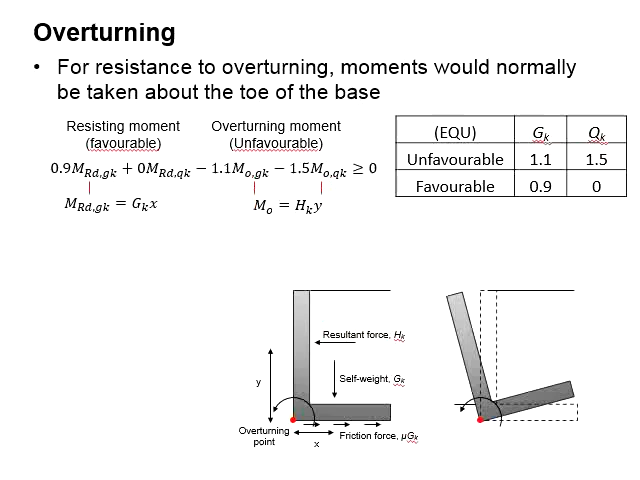 Overturning
• For resistance to overturning, moments would normally
be taken about the toe of the base
Resisting moment Overturning moment
(favourable) (Unfavourable)
0.9M_{Rd,gk} + 0M_{Rd,qk} − 1.1M_{o,gk} − 1.5M_{o,qk} ≥ 0
M_{Rd,gk} = G_k x M_o = H_k y
(EQU) G_k Q_k
Unfavourable 1.1 1.5
Favourable 0.9 0
Resultant force, H_k
y
Self-weight, G_k
Overturning
point
x
Friction force, μG_k